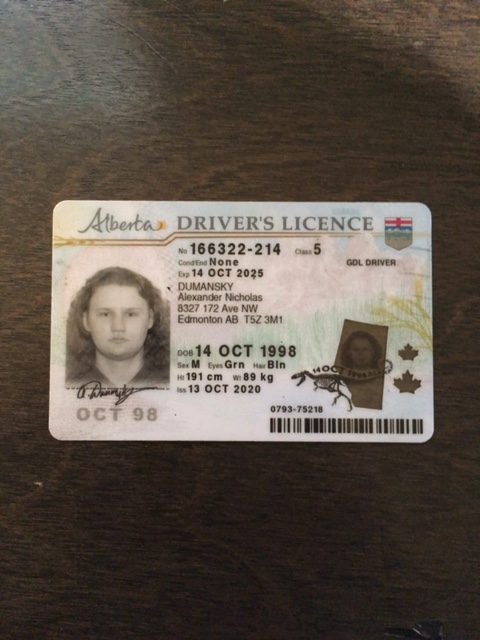 Alberta DRIVER'S LICENCE
No 166322-214 Class 5
Cond/End None GDL DRIVER
Exp 14 OCT 2025
DUMANSKY
Alexander Nicholas
8327 172 Ave NW
Edmonton AB T5Z 3M1
DOB 14 OCT 1998
Sex M Eyes Grn Hair Bln
Ht 191 cm Wt 89 kg
Iss 13 OCT 2020
14 OCT 1998
OCT 98
0793-75218